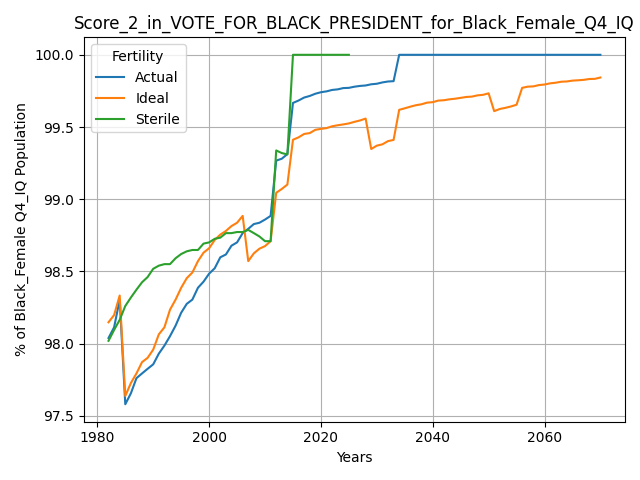 Score_2_in_VOTE_FOR_BLACK_PRESIDENT_for_Black_Female_Q4_IQ
% of Black_Female Q4_IQ Population
100.0
99.5
99.0
98.5
98.0
97.5
Fertility
Actual
Ideal
Sterile
1980
2000
2020
2040
2060
Years